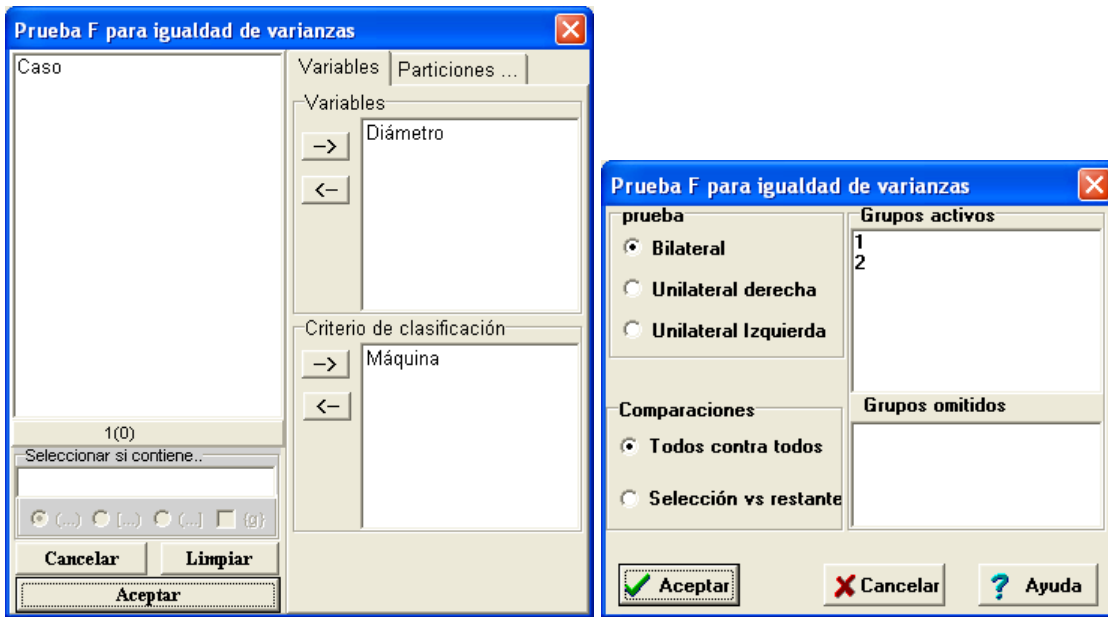 Prueba F para igualdad de varianzas
Caso
1(0)
Seleccionar si contiene..
(...) [...) (...] {g}
Cancelar Limpiar
Aceptar
Variables Particiones ...
Variables
-->
<--
Diámetro
Criterio de clasificación
-->
<--
Máquina
Prueba F para igualdad de varianzas
prueba
Bilateral
Unilateral derecha
Unilateral Izquierda
Comparaciones
Todos contra todos
Selección vs restante
Grupos activos
1
2
Grupos omitidos
Aceptar Cancelar ? Ayuda